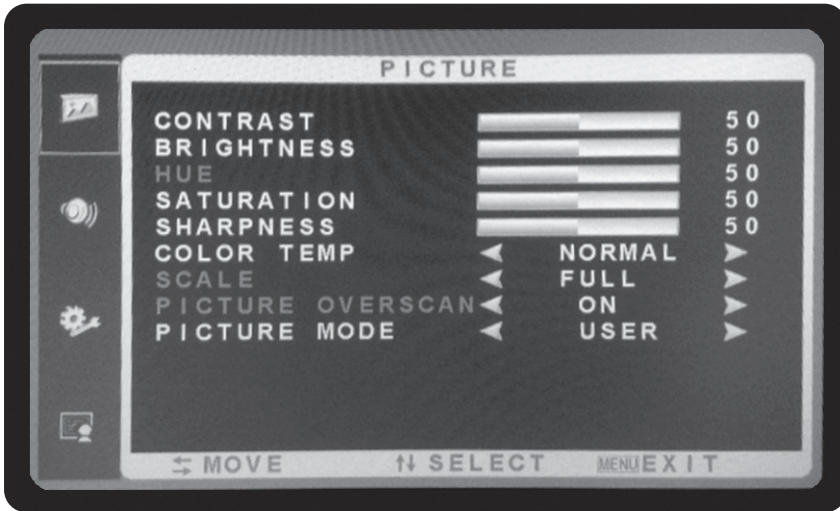 PICTURE
CONTRAST 50
BRIGHTNESS 50
HUE 50
SATURATION 50
SHARPNESS 50
COLOR TEMP NORMAL
SCALE FULL
PICTURE OVERSCAN ON
PICTURE MODE USER
MOVE SELECT MENU EXIT